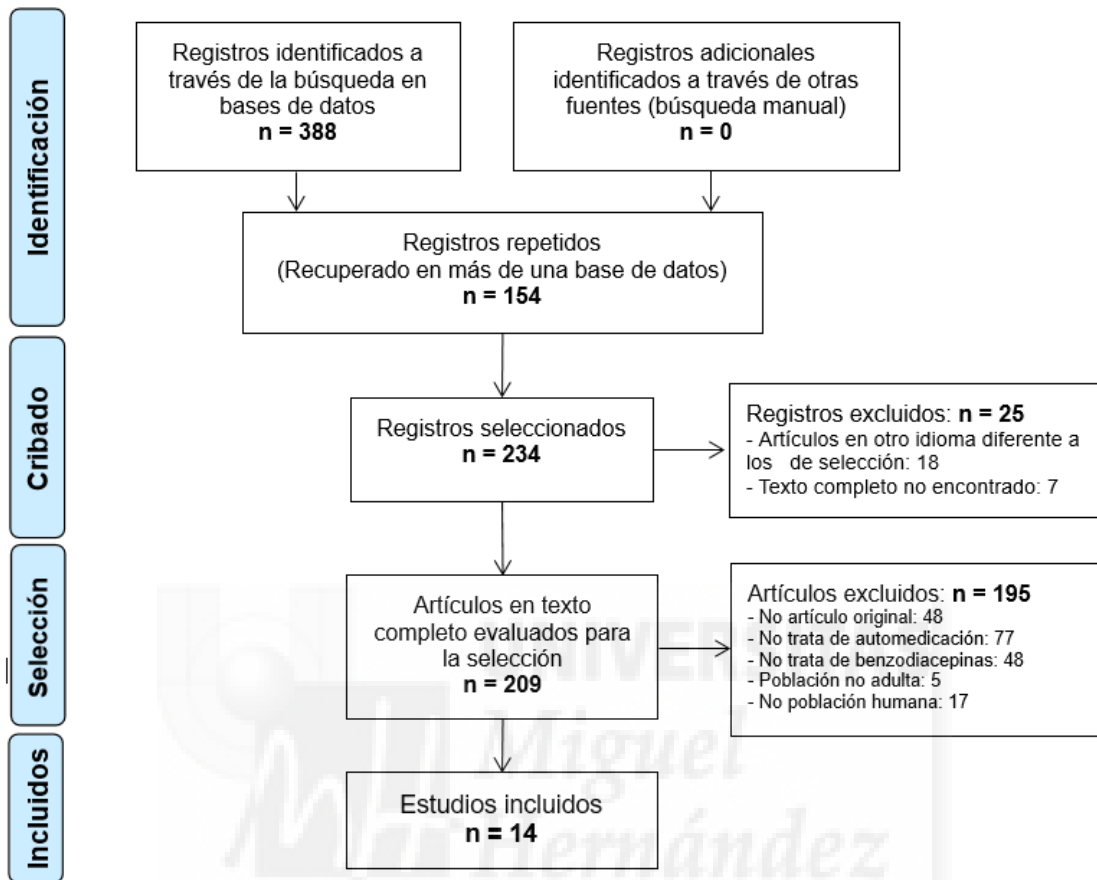 Identificación
Registros identificados a
través de la búsqueda en
bases de datos
n = 388
Registros adicionales
identificados a través de otras
fuentes (búsqueda manual)
n = 0
Registros repetidos
(Recuperado en más de una base de datos)
n = 154
Cribado
Registros seleccionados
n = 234
Registros excluidos: n = 25
- Artículos en otro idioma diferente a
los de selección: 18
- Texto completo no encontrado: 7
Selección
Artículos en texto
completo evaluados para
la selección
n = 209
Artículos excluidos: n = 195
- No artículo original: 48
- No trata de automedicación: 77
- No trata de benzodiacepinas: 48
- Población no adulta: 5
- No población humana: 17
Incluidos
Estudios incluidos
n = 14
Miguel
Hernández